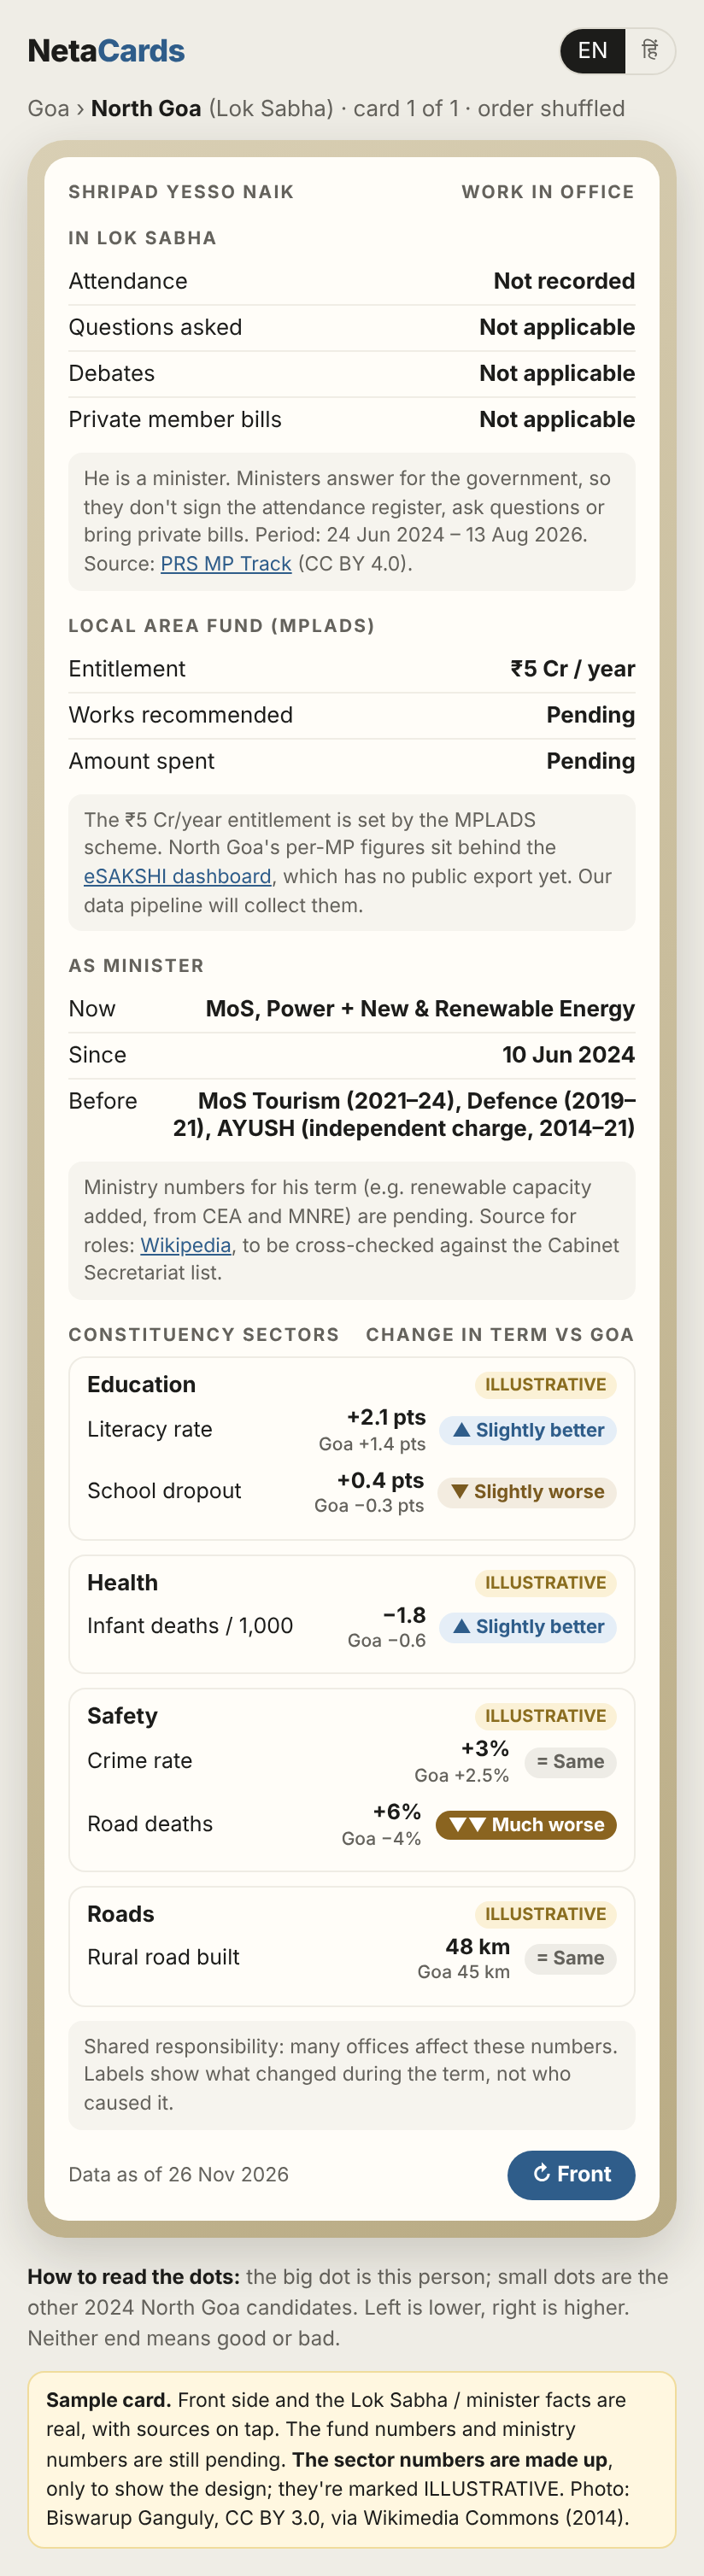 NetaCards
EN हिं
Goa › North Goa (Lok Sabha) · card 1 of 1 · order shuffled
SHRIPAD YESSO NAIK WORK IN OFFICE
IN LOK SABHA
Attendance Not recorded
Questions asked Not applicable
Debates Not applicable
Private member bills Not applicable
He is a minister. Ministers answer for the government, so
they don't sign the attendance register, ask questions or
bring private bills. Period: 24 Jun 2024 – 13 Aug 2026.
Source: PRS MP Track (CC BY 4.0).
LOCAL AREA FUND (MPLADS)
Entitlement ₹5 Cr / year
Works recommended Pending
Amount spent Pending
The ₹5 Cr/year entitlement is set by the MPLADS
scheme. North Goa's per-MP figures sit behind the
eSAKSHI dashboard, which has no public export yet. Our
data pipeline will collect them.
AS MINISTER
Now MoS, Power + New & Renewable Energy
Since 10 Jun 2024
Before MoS Tourism (2021–24), Defence (2019–
21), AYUSH (independent charge, 2014–21)
Ministry numbers for his term (e.g. renewable capacity
added, from CEA and MNRE) are pending. Source for
roles: Wikipedia, to be cross-checked against the Cabinet
Secretariat list.
CONSTITUENCY SECTORS CHANGE IN TERM VS GOA
Education ILLUSTRATIVE
Literacy rate +2.1 pts ▲ Slightly better
Goa +1.4 pts
School dropout +0.4 pts ▼ Slightly worse
Goa −0.3 pts
Health ILLUSTRATIVE
Infant deaths / 1,000 −1.8 ▲ Slightly better
Goa −0.6
Safety ILLUSTRATIVE
Crime rate +3% = Same
Goa +2.5%
Road deaths +6% ▼▼ Much worse
Goa −4%
Roads ILLUSTRATIVE
Rural road built 48 km = Same
Goa 45 km
Shared responsibility: many offices affect these numbers.
Labels show what changed during the term, not who
caused it.
Data as of 26 Nov 2026 ↻ Front
How to read the dots: the big dot is this person; small dots are the
other 2024 North Goa candidates. Left is lower, right is higher.
Neither end means good or bad.
Sample card. Front side and the Lok Sabha / minister facts are
real, with sources on tap. The fund numbers and ministry
numbers are still pending. The sector numbers are made up,
only to show the design; they're marked ILLUSTRATIVE. Photo:
Biswarup Ganguly, CC BY 3.0, via Wikimedia Commons (2014).